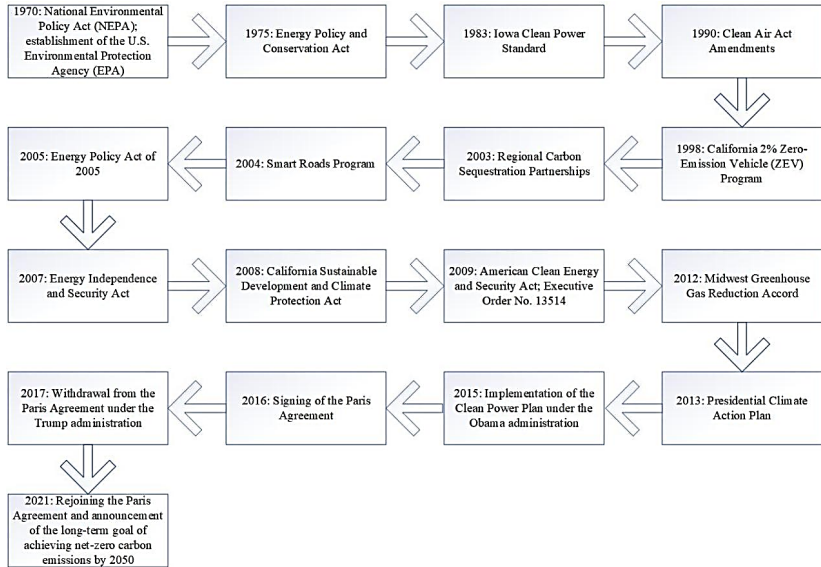 1970: National Environmental
Policy Act (NEPA);
establishment of the U.S.
Environmental Protection
Agency (EPA)
1975: Energy Policy and
Conservation Act
1983: Iowa Clean Power
Standard
1990: Clean Air Act
Amendments
1998: California 2% Zero-
Emission Vehicle (ZEV)
Program
2003: Regional Carbon
Sequestration Partnerships
2004: Smart Roads Program
2005: Energy Policy Act of
2005
2007: Energy Independence
and Security Act
2008: California Sustainable
Development and Climate
Protection Act
2009: American Clean Energy
and Security Act; Executive
Order No. 13514
2012: Midwest Greenhouse
Gas Reduction Accord
2013: Presidential Climate
Action Plan
2015: Implementation of the
Clean Power Plan under the
Obama administration
2016: Signing of the Paris
Agreement
2017: Withdrawal from the
Paris Agreement under the
Trump administration
2021: Rejoining the Paris
Agreement and announcement
of the long-term goal of
achieving net-zero carbon
emissions by 2050